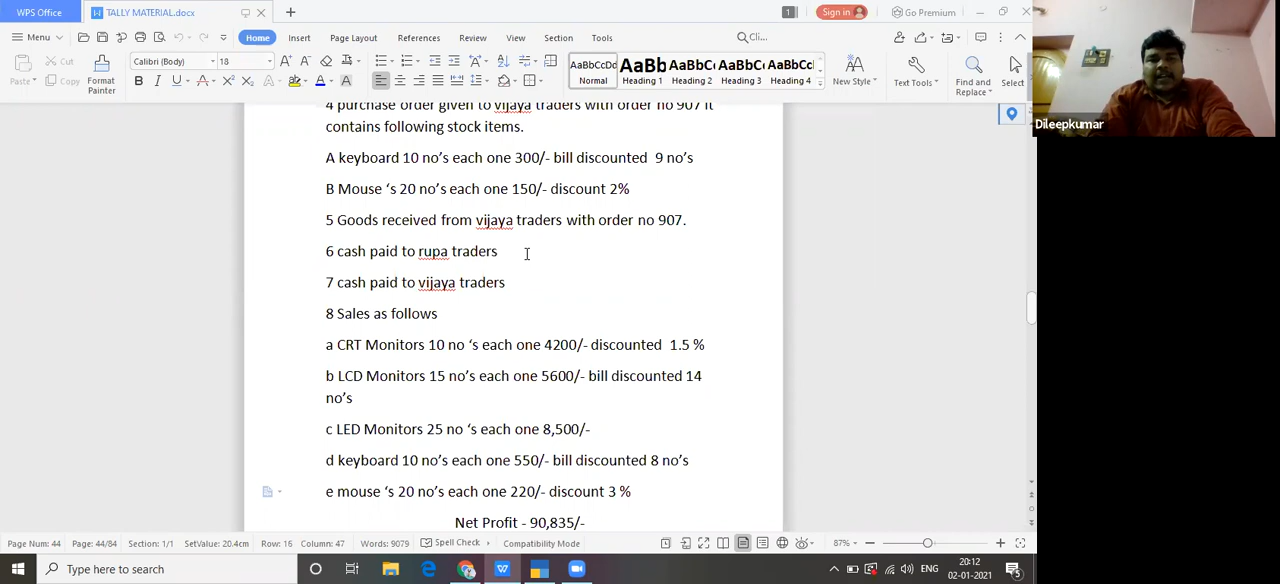 WPS Office
TALLY MATERIAL.docx
1
Sign in
Go Premium
Menu
Home
Insert
Page Layout
References
Review
View
Section
Tools
Cli...
Paste
Cut
Copy
Format
Painter
Calibri (Body)
18
AaBbCcDd
Normal
AaBb
Heading 1
AaBbC
Heading 2
AaBbCc
Heading 3
AaBbCc
Heading 4
New Style
Text Tools
Find and
Replace
Select
Dileepkumar
4 purchase order given to vijaya traders with order no 907 it
contains following stock items.
A keyboard 10 no's each one 300/- bill discounted 9 no's
B Mouse 's 20 no's each one 150/- discount 2%
5 Goods received from vijaya traders with order no 907.
6 cash paid to rupa traders
7 cash paid to vijaya traders
8 Sales as follows
a CRT Monitors 10 no 's each one 4200/- discounted 1.5 %
b LCD Monitors 15 no's each one 5600/- bill discounted 14
no's
c LED Monitors 25 no 's each one 8,500/-
d keyboard 10 no's each one 550/- bill discounted 8 no's
e mouse 's 20 no's each one 220/- discount 3 %
Net Profit - 90,835/-
Page Num: 44
Page: 44/84
Section: 1/1
SetValue: 20.4cm
Row: 16
Column: 47
Words: 9079
Spell Check
Compatibility Mode
87%
Type here to search
ENG
20:12
02-01-2021
5